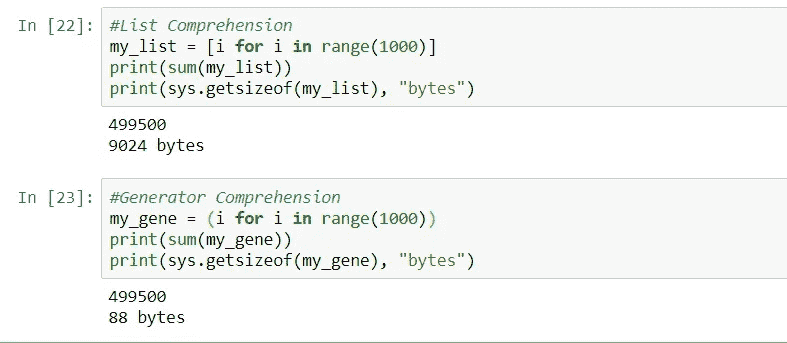 In [22]: #List Comprehension
my_list = [i for i in range(1000)]
print(sum(my_list))
print(sys.getsizeof(my_list), "bytes")
499500
9024 bytes
In [23]: #Generator Comprehension
my_gene = (i for i in range(1000))
print(sum(my_gene))
print(sys.getsizeof(my_gene), "bytes")
499500
88 bytes